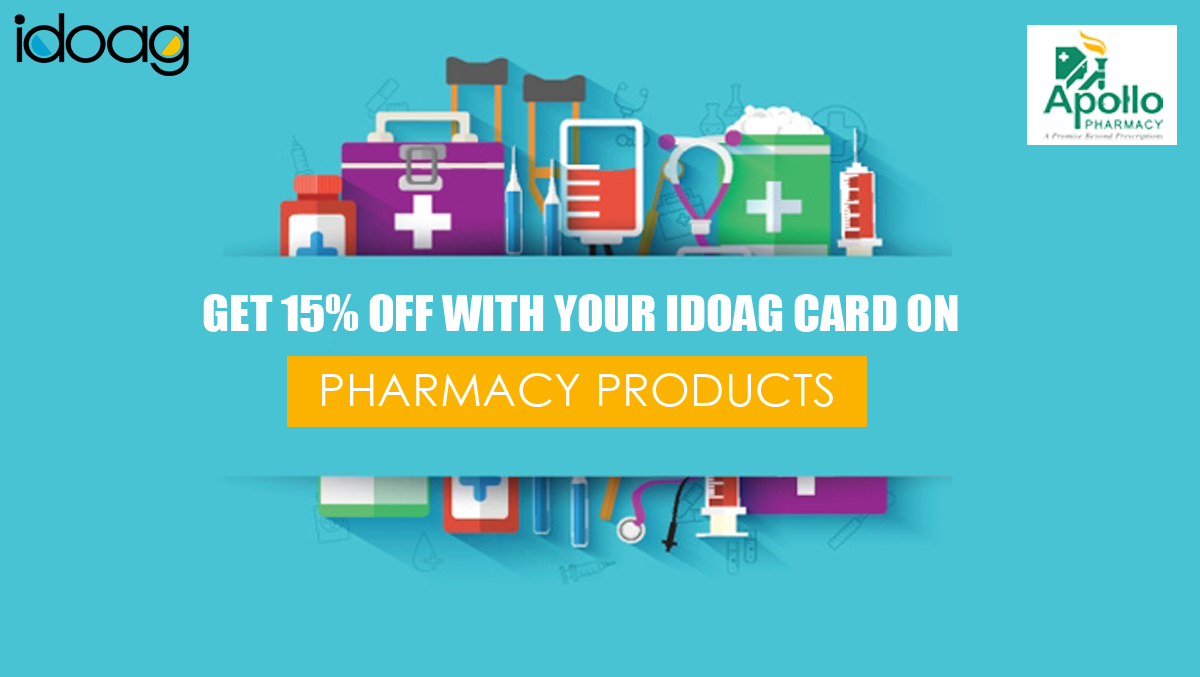 idoag
Apollo
PHARMACY
A Promise Beyond Prescriptions
GET 15% OFF WITH YOUR IDOAG CARD ON
PHARMACY PRODUCTS